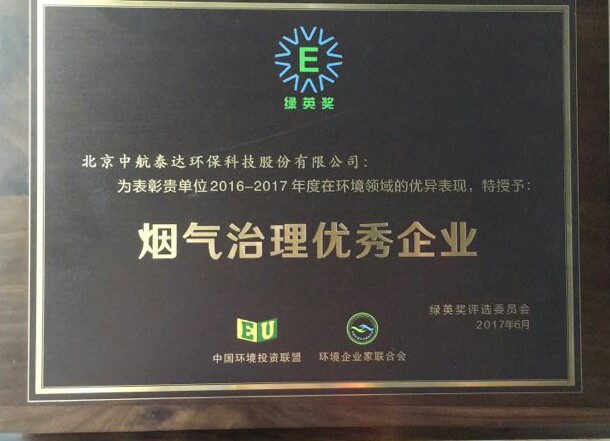 E
绿英奖
北京中航泰达环保科技股份有限公司：
为表彰贵单位2016-2017年度在环境领域的优异表现，特授予：
烟气治理优秀企业
绿英奖评选委员会
2017年6月
EU
中国环境投资联盟
环境企业家联合会